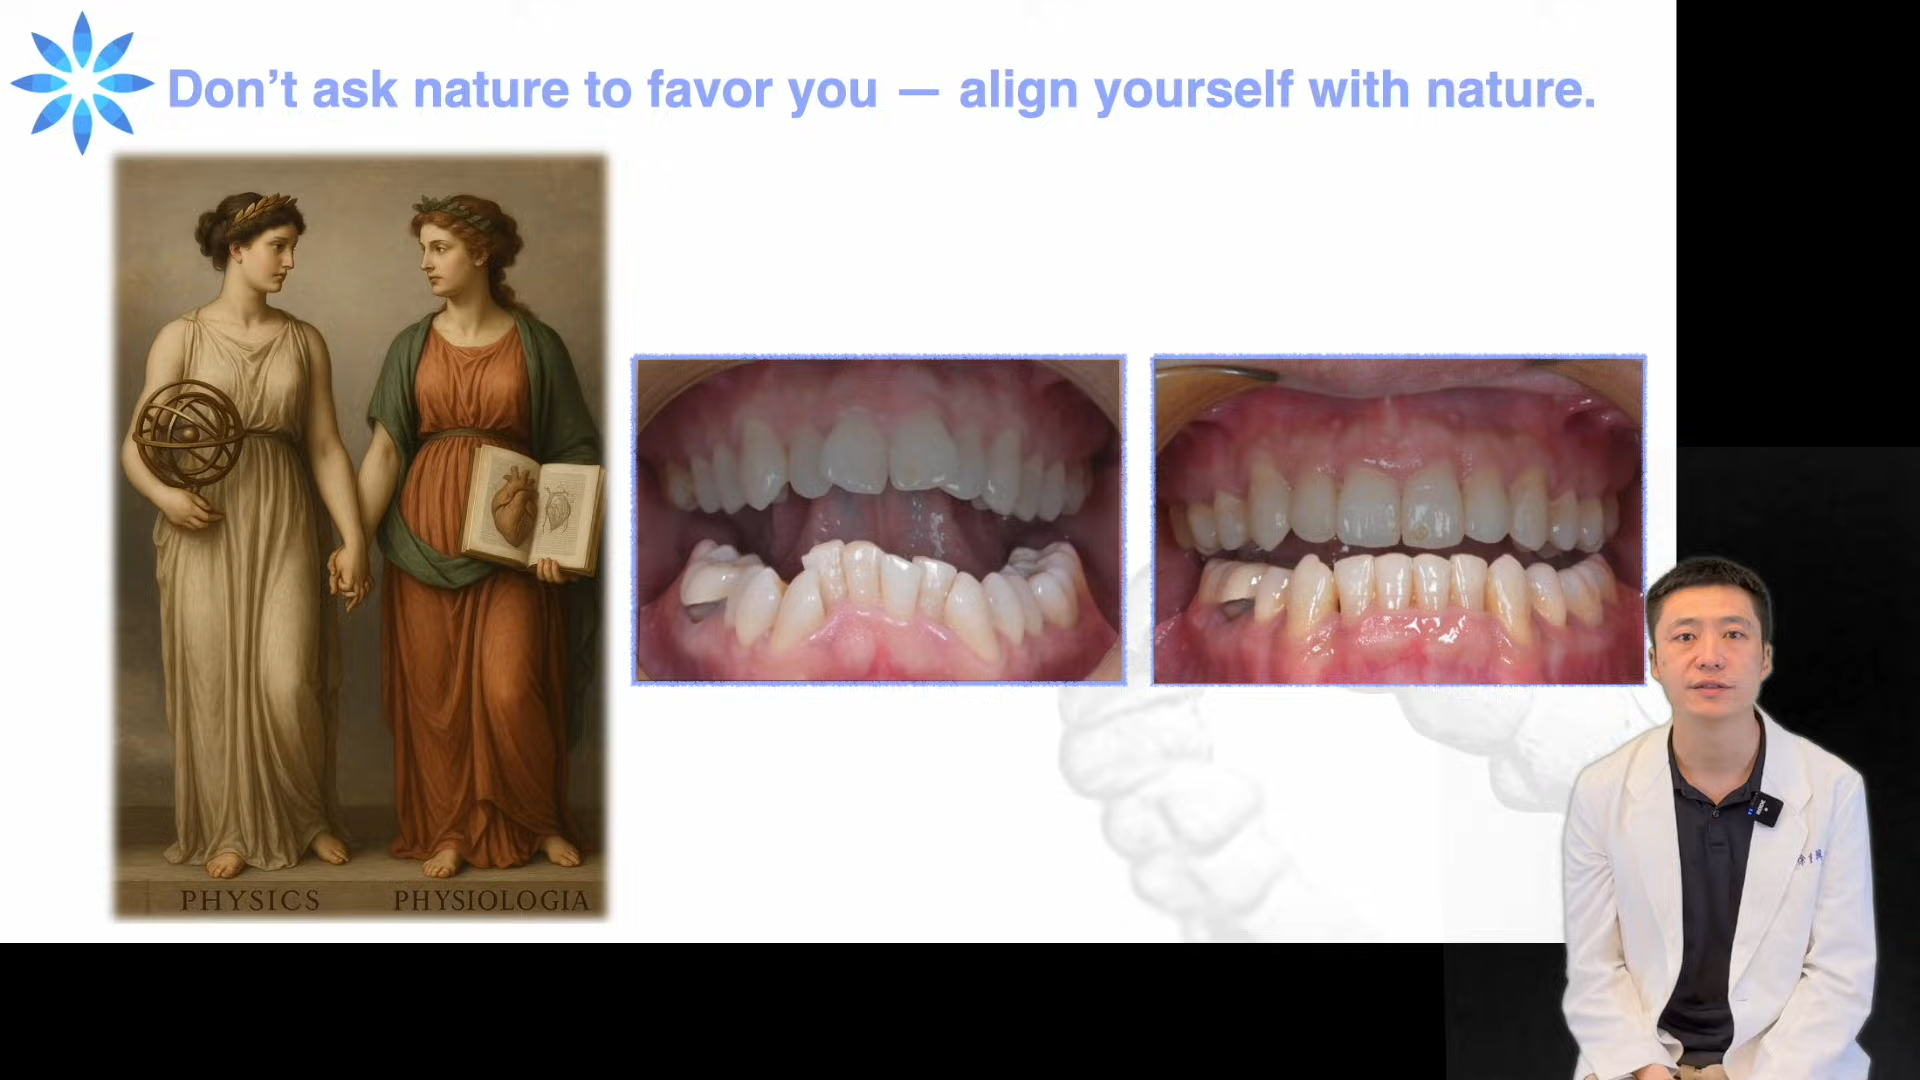 Don’t ask nature to favor you — align yourself with nature.
PHYSICS
PHYSIOLOGIA